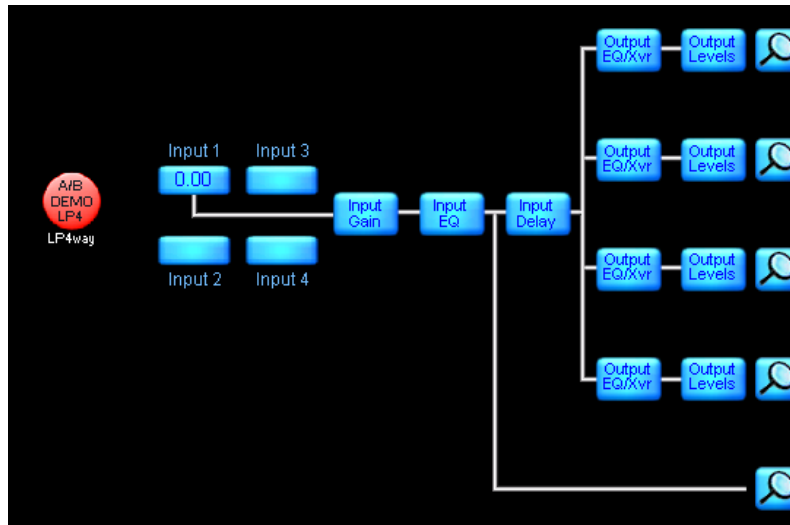 Output
EQ/Xvr
Output
Levels
Input 1
Input 3
Output
EQ/Xvr
Output
Levels
0.00
A/B
DEMO
LP4
LP4way
Input
Gain
Input
EQ
Input
Delay
Input 2
Input 4
Output
EQ/Xvr
Output
Levels
Output
EQ/Xvr
Output
Levels